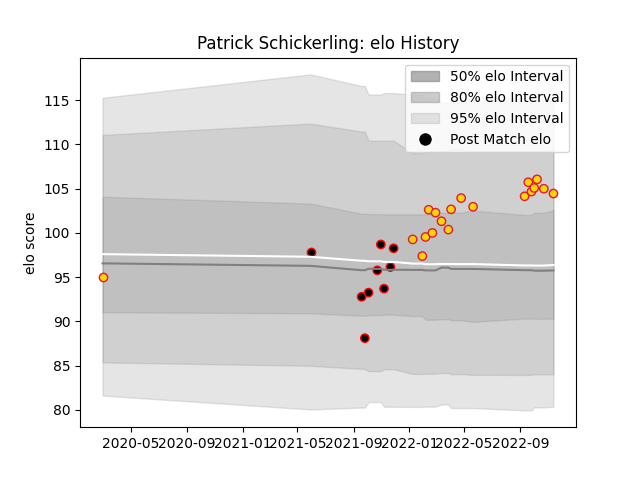 Patrick Schickerling: elo History
50% elo Interval
80% elo Interval
95% elo Interval
Post Match elo
elo score
115
110
105
100
95
90
85
80
2020-05 2020-09 2021-01 2021-05 2021-09 2022-01 2022-05 2022-09